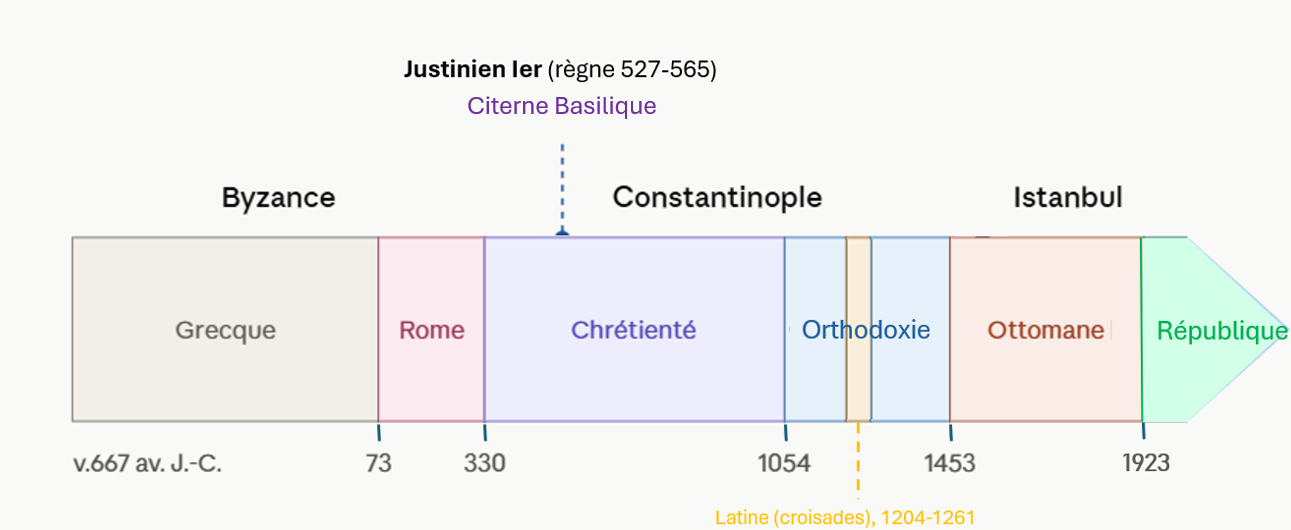 Justinien Ier (règne 527-565)
Citerne Basilique
Byzance
Constantinople
Istanbul
Grecque
Rome
Chrétienté
Orthodoxie
Ottomane
République
v.667 av. J.-C.
73
330
1054
1453
1923
Latine (croisades), 1204-1261